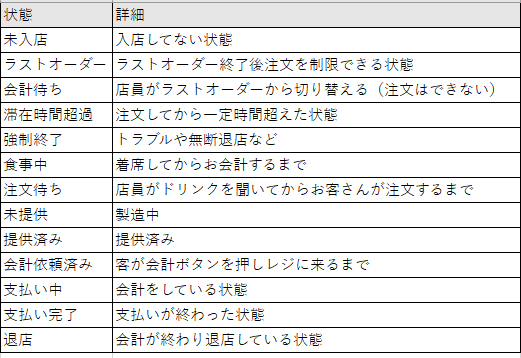 状態 詳細
未入店 入店してない状態
ラストオーダー ラストオーダー終了後注文を制限できる状態
会計待ち 店員がラストオーダーから切り替える（注文はできない）
滞在時間超過 注文してから一定時間超えた状態
強制終了 トラブルや無断退店など
食事中 着席してからお会計するまで
注文待ち 店員がドリンクを聞いてからお客さんが注文するまで
未提供 製造中
提供済み 提供済み
会計依頼済み 客が会計ボタンを押しレジに来るまで
支払い中 会計をしている状態
支払い完了 支払いが終わった状態
退店 会計が終わり退店している状態